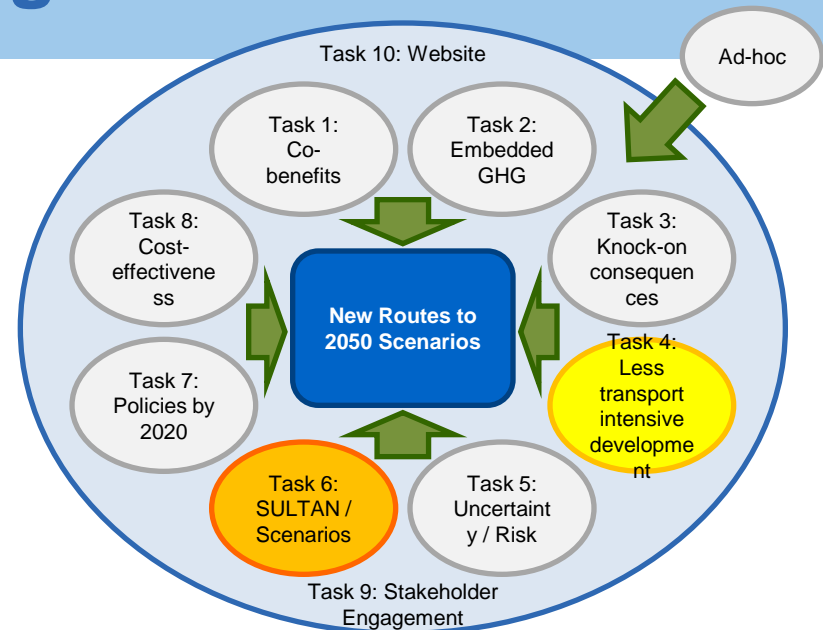 g
Task 10: Website
Ad-hoc
Task 1:
Co-
benefits
Task 2:
Embedded
GHG
Task 8:
Cost-
effectivene
ss
Task 3:
Knock-on
consequen
ces
New Routes to
2050 Scenarios
Task 7:
Policies by
2020
Task 4:
Less
transport
intensive
developme
nt
Task 6:
SULTAN /
Scenarios
Task 5:
Uncertaint
y / Risk
Task 9: Stakeholder
Engagement